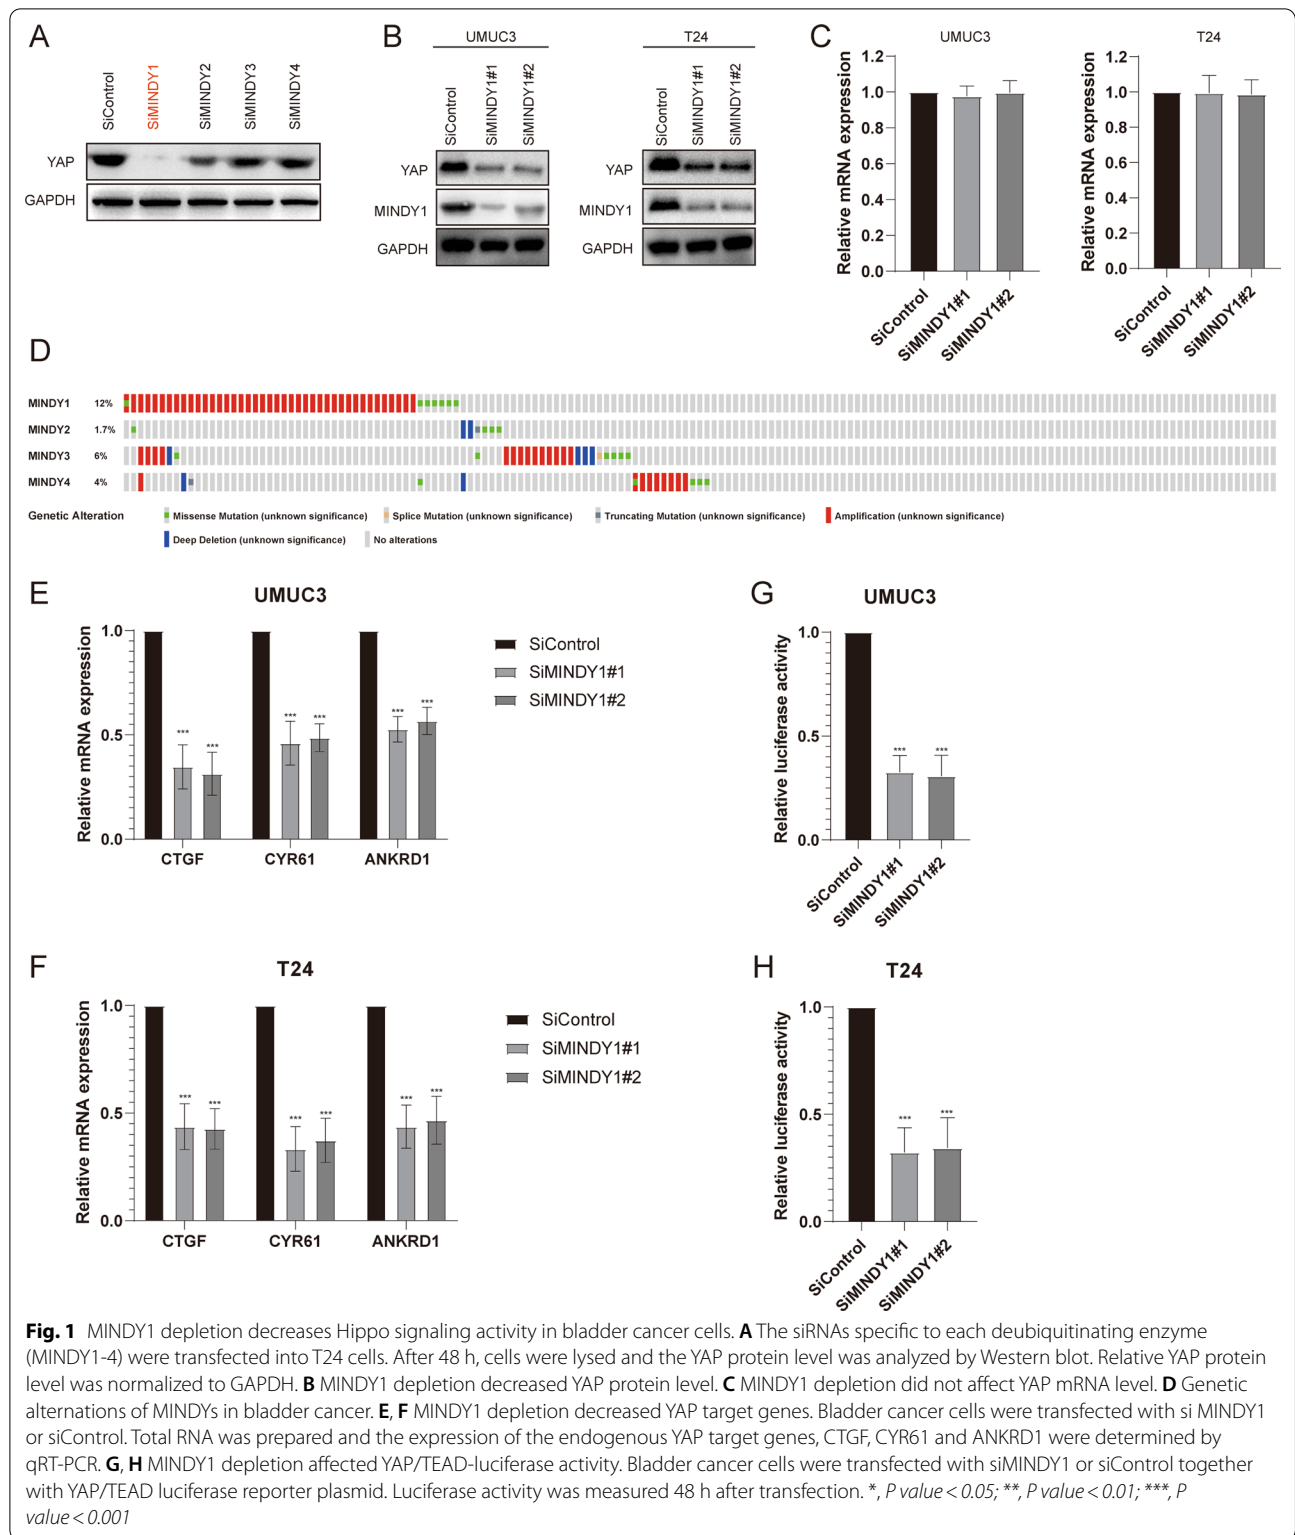 A
SiControl
SiMINDY1
SiMINDY2
SiMINDY3
SiMINDY4
YAP
GAPDH
B
UMUC3
T24
SiControl
SiMINDY1#1
SiMINDY1#2
SiControl
SiMINDY1#1
SiMINDY1#2
YAP
MINDY1
GAPDH
YAP
MINDY1
GAPDH
C
UMUC3
Relative mRNA expression
1.2
1.0
0.8
0.6
0.4
0.2
0.0
SiControl
SiMINDY1#1
SiMINDY1#2
T24
Relative mRNA expression
1.2
1.0
0.8
0.6
0.4
0.2
0.0
SiControl
SiMINDY1#1
SiMINDY1#2
D
MINDY1 12%
MINDY2 1.7%
MINDY3 6%
MINDY4 4%
Genetic Alteration Missense Mutation (unknown significance) Splice Mutation (unknown significance) Truncating Mutation (unknown significance) Amplification (unknown significance)
Deep Deletion (unknown significance) No alterations
E
UMUC3
Relative mRNA expression
1.0
0.5
0.0
*** ***
*** ***
*** ***
CTGF CYR61 ANKRD1
SiControl
SiMINDY1#1
SiMINDY1#2
G
UMUC3
Relative luciferase activity
1.0
0.5
0.0
*** ***
SiControl
SiMINDY1#1
SiMINDY1#2
F
T24
Relative mRNA expression
1.0
0.5
0.0
*** ***
*** ***
*** ***
CTGF CYR61 ANKRD1
SiControl
SiMINDY1#1
SiMINDY1#2
H
T24
Relative luciferase activity
1.0
0.5
0.0
*** ***
SiControl
SiMINDY1#1
SiMINDY1#2
Fig. 1 MINDY1 depletion decreases Hippo signaling activity in bladder cancer cells. A The siRNAs specific to each deubiquitinating enzyme
(MINDY1-4) were transfected into T24 cells. After 48 h, cells were lysed and the YAP protein level was analyzed by Western blot. Relative YAP protein
level was normalized to GAPDH. B MINDY1 depletion decreased YAP protein level. C MINDY1 depletion did not affect YAP mRNA level. D Genetic
alternations of MINDYs in bladder cancer. E, F MINDY1 depletion decreased YAP target genes. Bladder cancer cells were transfected with si MINDY1
or siControl. Total RNA was prepared and the expression of the endogenous YAP target genes, CTGF, CYR61 and ANKRD1 were determined by
qRT-PCR. G, H MINDY1 depletion affected YAP/TEAD-luciferase activity. Bladder cancer cells were transfected with siMINDY1 or siControl together
with YAP/TEAD luciferase reporter plasmid. Luciferase activity was measured 48 h after transfection. *, P value < 0.05; **, P value < 0.01; ***, P
value < 0.001